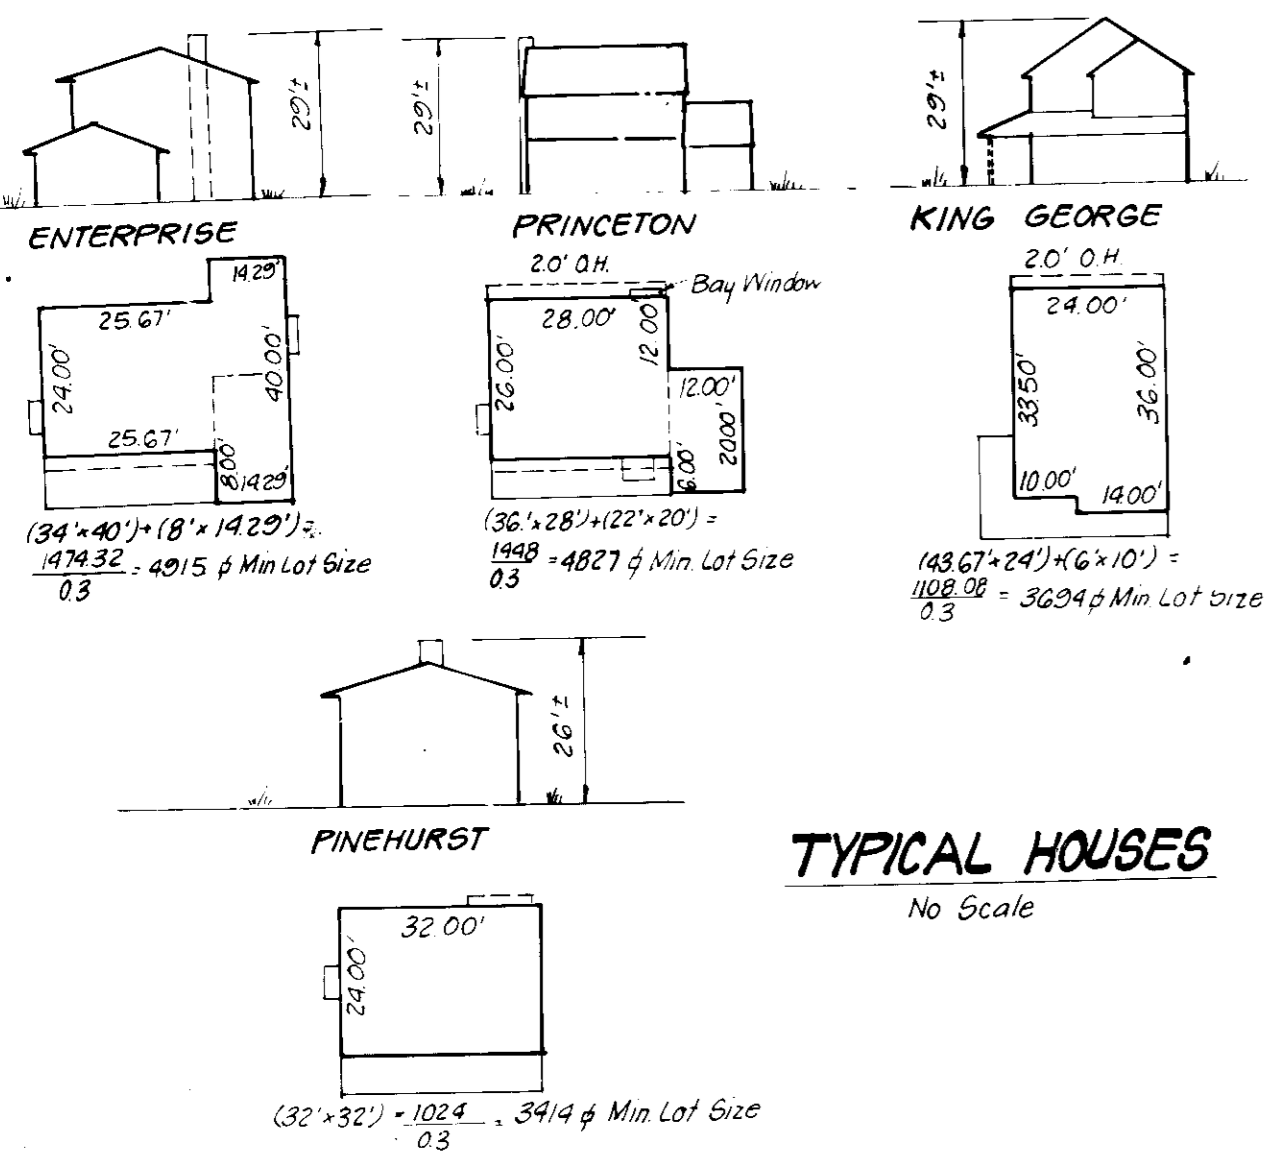 29'±
29'±
29'±
ENTERPRISE
PRINCETON
KING GEORGE
14.29'
25.67'
24.00'
40.00'
25.67'
8.00'
14.29'
(34'×40')+(8'×14.29')=
1474.32
0.3
= 4915 ⌀ Min Lot Size
2.0' O.H.
Bay Window
28.00'
12.00'
26.00'
12.00'
20.00'
6.00'
(36.'×28')+(22'×20') =
1448
0.3
=4827 ⌀ Min. Lot Size
2.0' O.H.
24.00'
33.50'
36.00'
10.00'
14.00'
(43.67'×24')+(6'×10') =
1108.08
0.3
= 3694 ⌀ Min. Lot Size
26'±
PINEHURST
32.00'
24.00'
(32'×32') = 1024
0.3
= 3414 ⌀ Min. Lot Size
TYPICAL HOUSES
No Scale